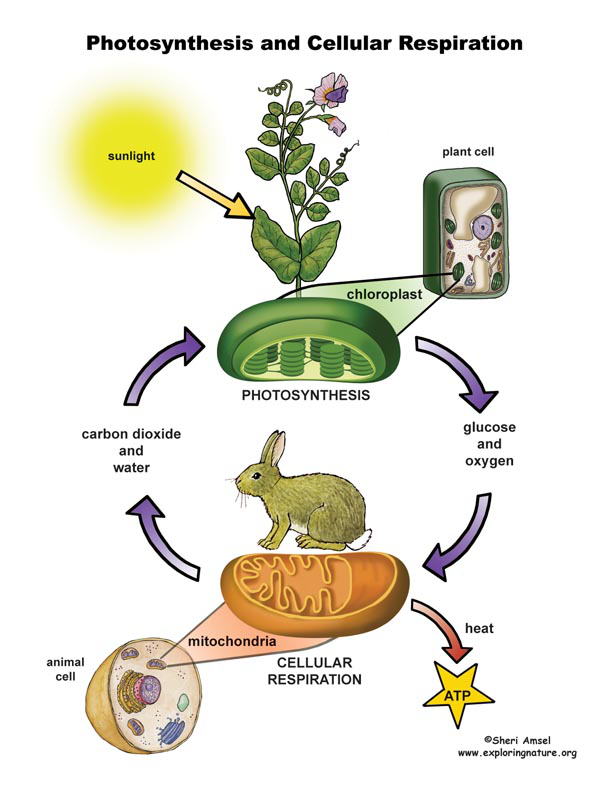 Photosynthesis and Cellular Respiration
sunlight
plant cell
chloroplast
PHOTOSYNTHESIS
carbon dioxide
and
water
glucose
and
oxygen
mitochondria
heat
animal
cell
CELLULAR
RESPIRATION
ATP
©Sheri Amsel
www.exploringnature.org